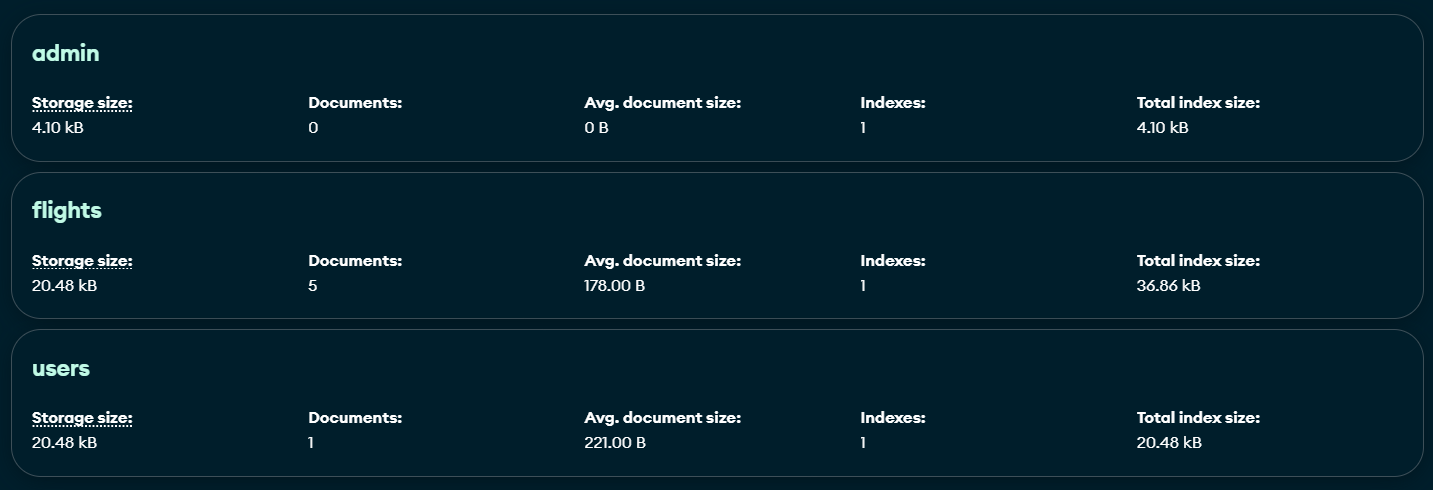 admin
Storage size: Documents: Avg. document size: Indexes: Total index size:
4.10 kB 0 0 B 1 4.10 kB
flights
Storage size: Documents: Avg. document size: Indexes: Total index size:
20.48 kB 5 178.00 B 1 36.86 kB
users
Storage size: Documents: Avg. document size: Indexes: Total index size:
20.48 kB 1 221.00 B 1 20.48 kB